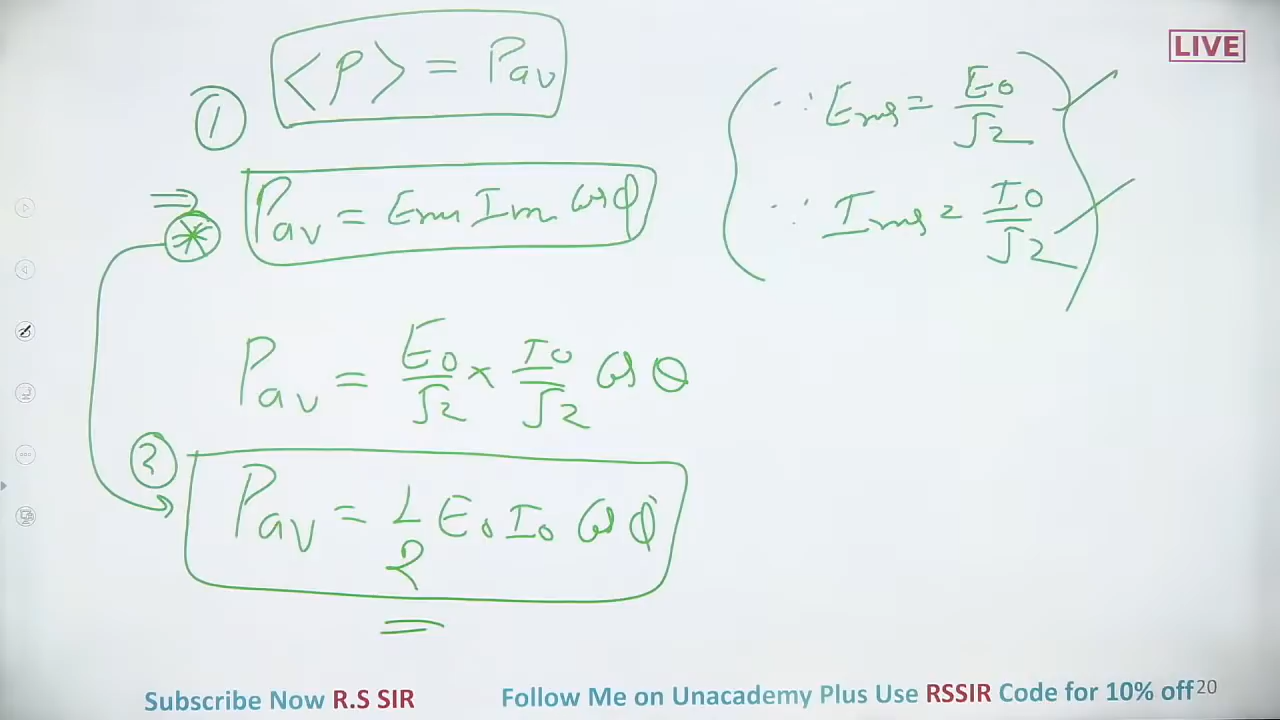 LIVE
<P> = Pav
①
Pav = Erms Irms cosϕ
∵ Erms = E0/√2
∵ Irms = I0/√2
Pav = E0/√2 × I0/√2 cos θ
②
Pav = 1/2 E0 I0 cos ϕ
Subscribe Now R.S SIR
Follow Me on Unacademy Plus Use RSSIR Code for 10% off
20